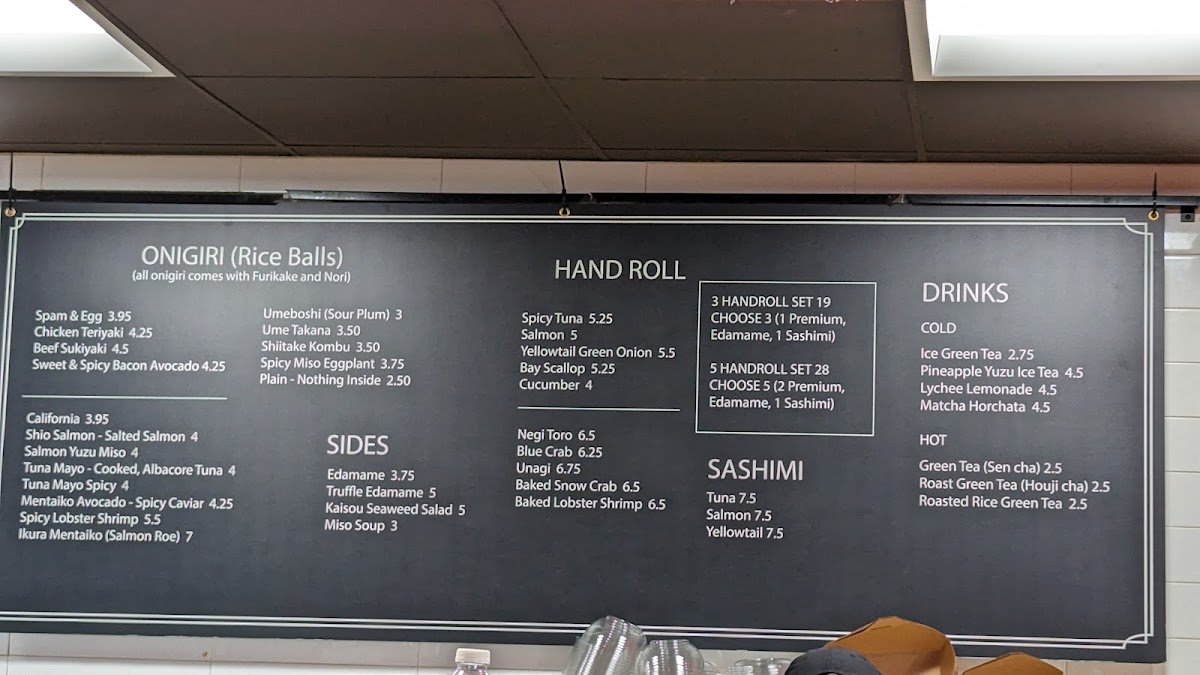 ONIGIRI (Rice Balls)
(all onigiri comes with Furikake and Nori)
Spam & Egg 3.95
Chicken Teriyaki 4.25
Beef Sukiyaki 4.5
Sweet & Spicy Bacon Avocado 4.25
California 3.95
Shio Salmon - Salted Salmon 4
Salmon Yuzu Miso 4
Tuna Mayo - Cooked, Albacore Tuna 4
Tuna Mayo Spicy 4
Mentaiko Avocado - Spicy Caviar 4.25
Spicy Lobster Shrimp 5.5
Ikura Mentaiko (Salmon Roe) 7
Umeboshi (Sour Plum) 3
Ume Takana 3.50
Shiitake Kombu 3.50
Spicy Miso Eggplant 3.75
Plain - Nothing Inside 2.50
SIDES
Edamame 3.75
Truffle Edamame 5
Kaisou Seaweed Salad 5
Miso Soup 3
HAND ROLL
Spicy Tuna 5.25
Salmon 5
Yellowtail Green Onion 5.5
Bay Scallop 5.25
Cucumber 4
Negi Toro 6.5
Blue Crab 6.25
Unagi 6.75
Baked Snow Crab 6.5
Baked Lobster Shrimp 6.5
3 HANDROLL SET 19
CHOOSE 3 (1 Premium,
Edamame, 1 Sashimi)
5 HANDROLL SET 28
CHOOSE 5 (2 Premium,
Edamame, 1 Sashimi)
SASHIMI
Tuna 7.5
Salmon 7.5
Yellowtail 7.5
DRINKS
COLD
Ice Green Tea 2.75
Pineapple Yuzu Ice Tea 4.5
Lychee Lemonade 4.5
Matcha Horchata 4.5
HOT
Green Tea (Sen cha) 2.5
Roast Green Tea (Houji cha) 2.5
Roasted Rice Green Tea 2.5